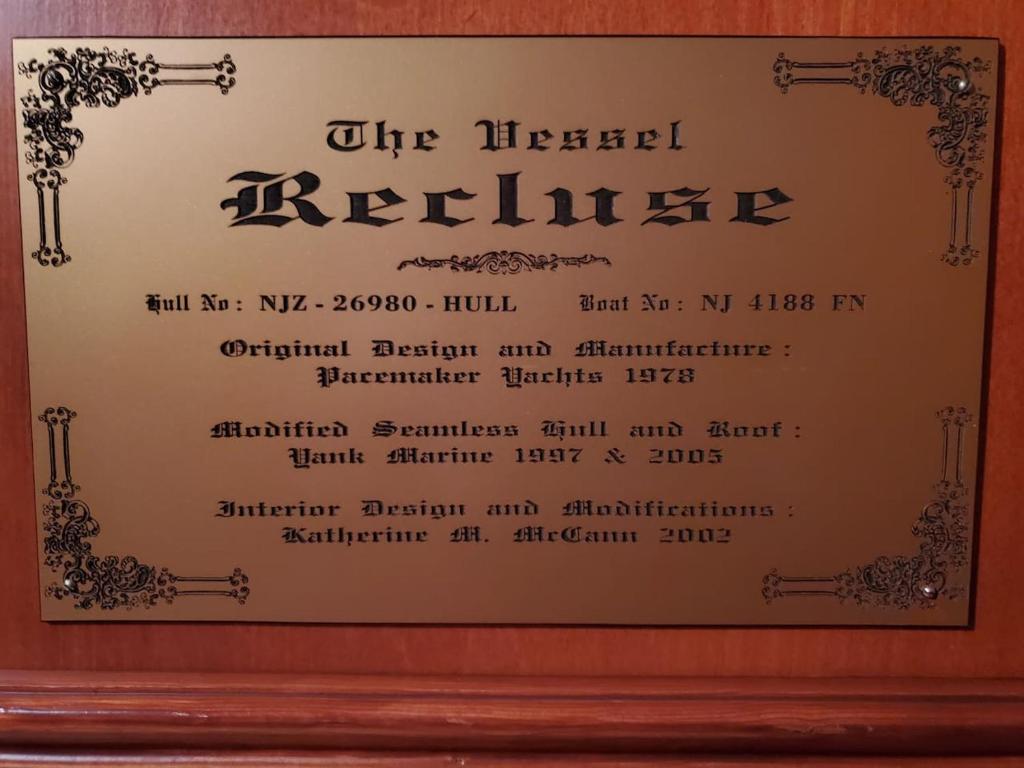 The Vessel
Recluse
Hull No: NJZ - 26980 - HULL Boat No: NJ 4188 FN
Original Design and Manufacture:
Pacemaker Yachts 1978
Modified Seamless Hull and Roof:
Yank Marine 1997 & 2005
Interior Design and Modifications:
Katherine M. McCann 2002